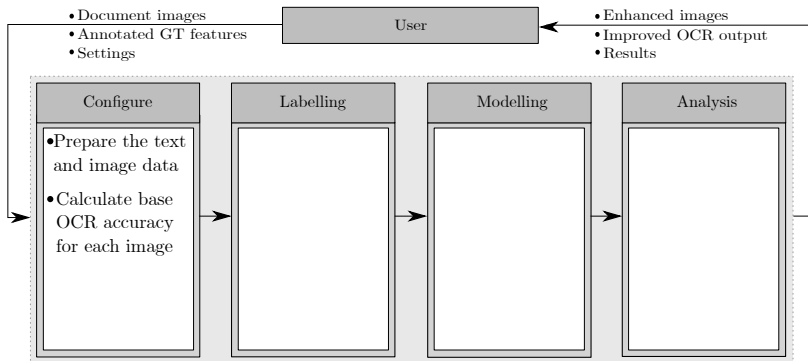 • Document images
• Annotated GT features
• Settings
User
• Enhanced images
• Improved OCR output
• Results
Configure
Labelling
Modelling
Analysis
• Prepare the text
and image data
• Calculate base
OCR accuracy
for each image